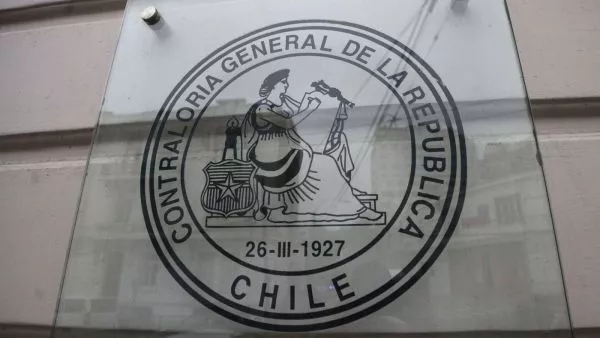 CONTRALORIA GENERAL DE LA REPUBLICA
26-III-1927
CHILE